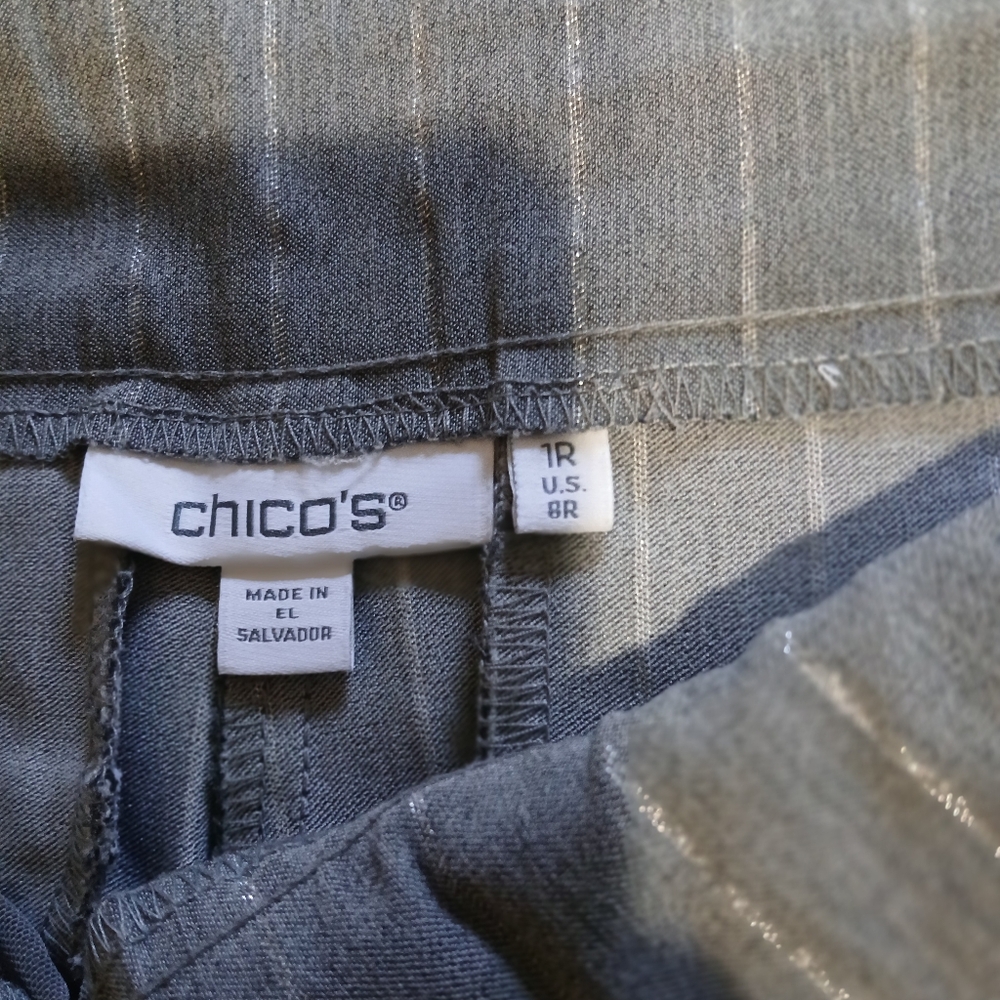 chico's®
1R
U.S.
8R
MADE IN
EL
SALVADOR